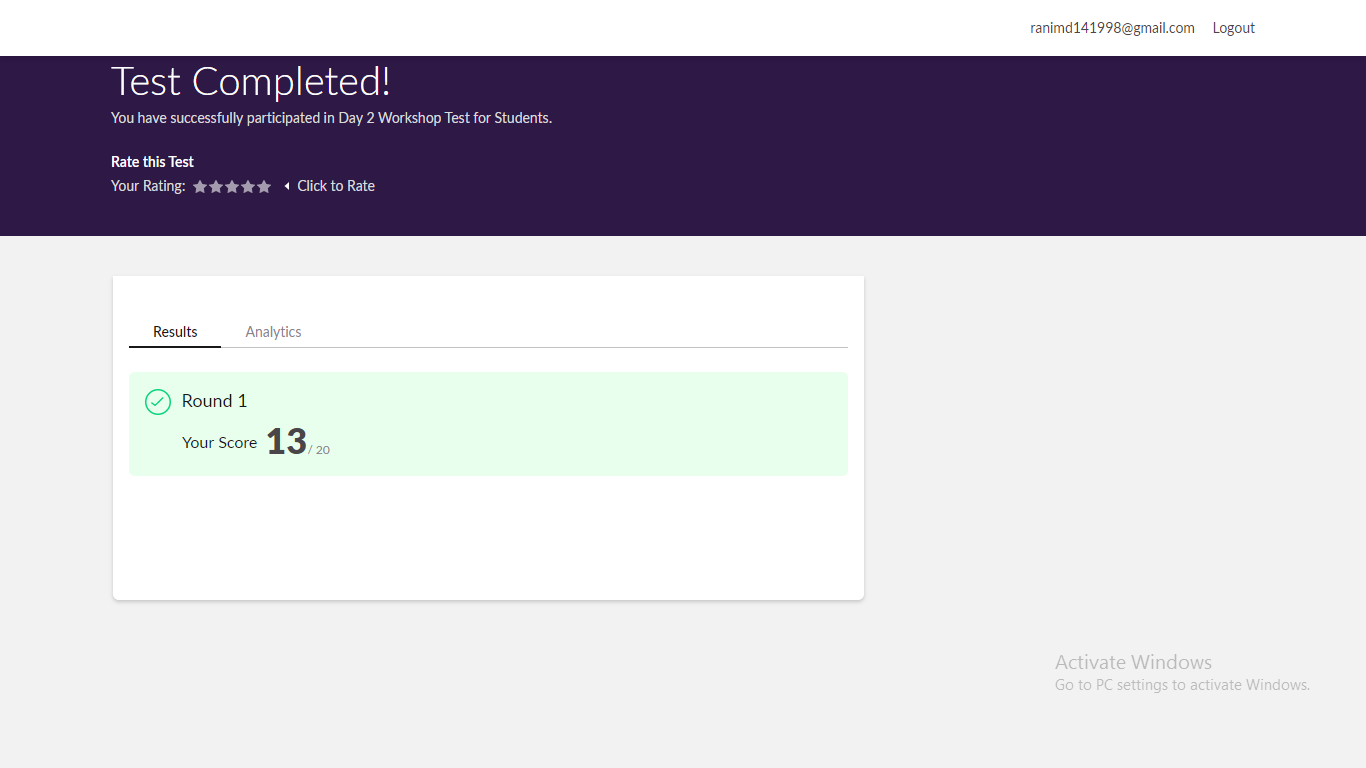 ranimd141998@gmail.com Logout
Test Completed!
You have successfully participated in Day 2 Workshop Test for Students.
Rate this Test
Your Rating: Click to Rate
Results Analytics
Round 1
Your Score 13 / 20
Activate Windows
Go to PC settings to activate Windows.